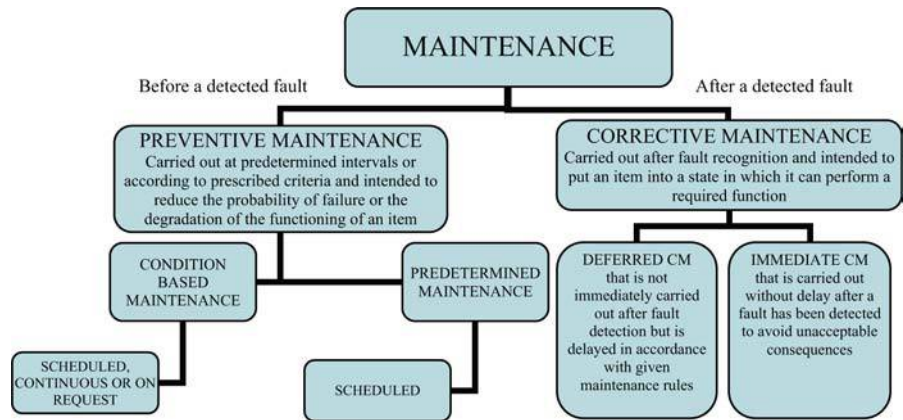 MAINTENANCE
Before a detected fault
After a detected fault
PREVENTIVE MAINTENANCE
Carried out at predetermined intervals or
according to prescribed criteria and intended to
reduce the probability of failure or the
degradation of the functioning of an item
CORRECTIVE MAINTENANCE
Carried out after fault recognition and intended to
put an item into a state in which it can perform a
required function
CONDITION
BASED
MAINTENANCE
PREDETERMINED
MAINTENANCE
DEFERRED CM
that is not
immediately carried
out after fault
detection but is
delayed in accordance
with given
maintenance rules
IMMEDIATE CM
that is carried out
without delay after a
fault has been detected
to avoid unacceptable
consequences
SCHEDULED,
CONTINUOUS OR ON
REQUEST
SCHEDULED